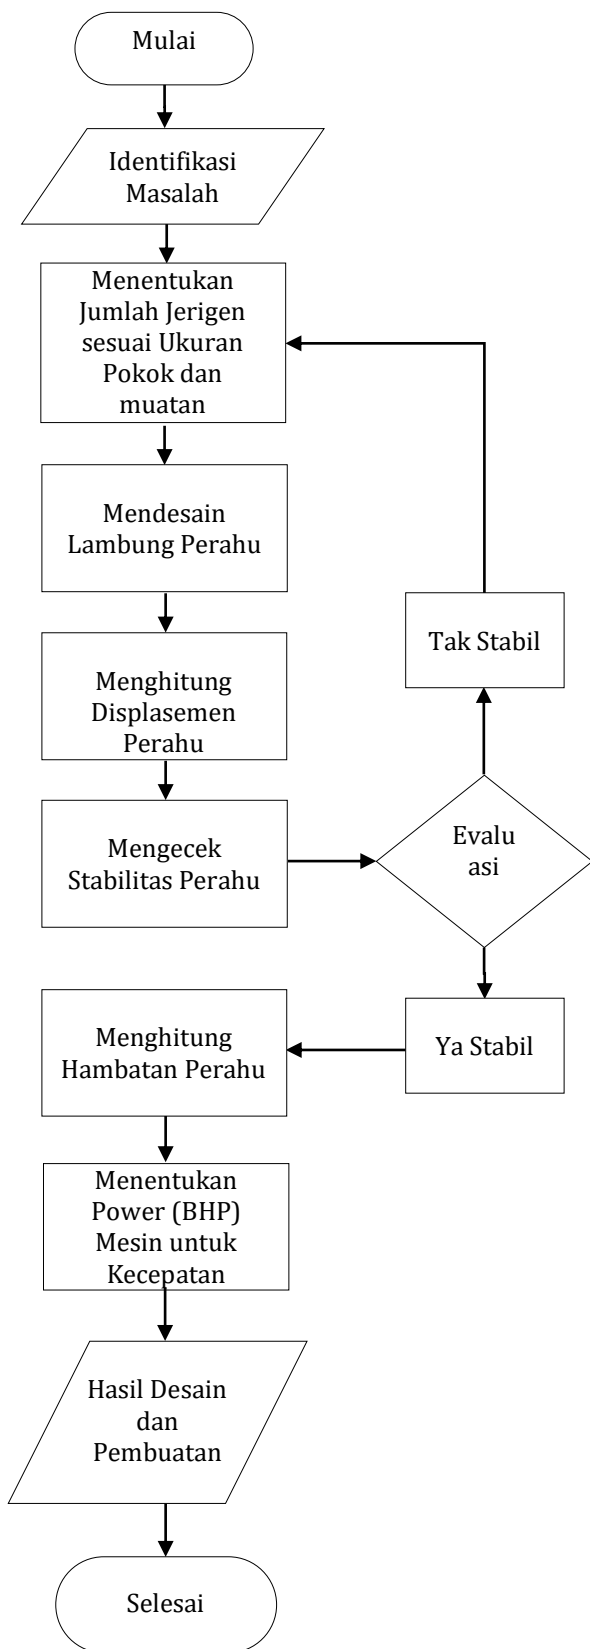 Mulai
Identifikasi
Masalah
Menentukan
Jumlah Jerigen
sesuai Ukuran
Pokok dan
muatan
Mendesain
Lambung Perahu
Menghitung
Displasemen
Perahu
Tak Stabil
Mengecek
Stabilitas Perahu
Evalu
asi
Ya Stabil
Menghitung
Hambatan Perahu
Menentukan
Power (BHP)
Mesin untuk
Kecepatan
Hasil Desain
dan
Pembuatan
Selesai